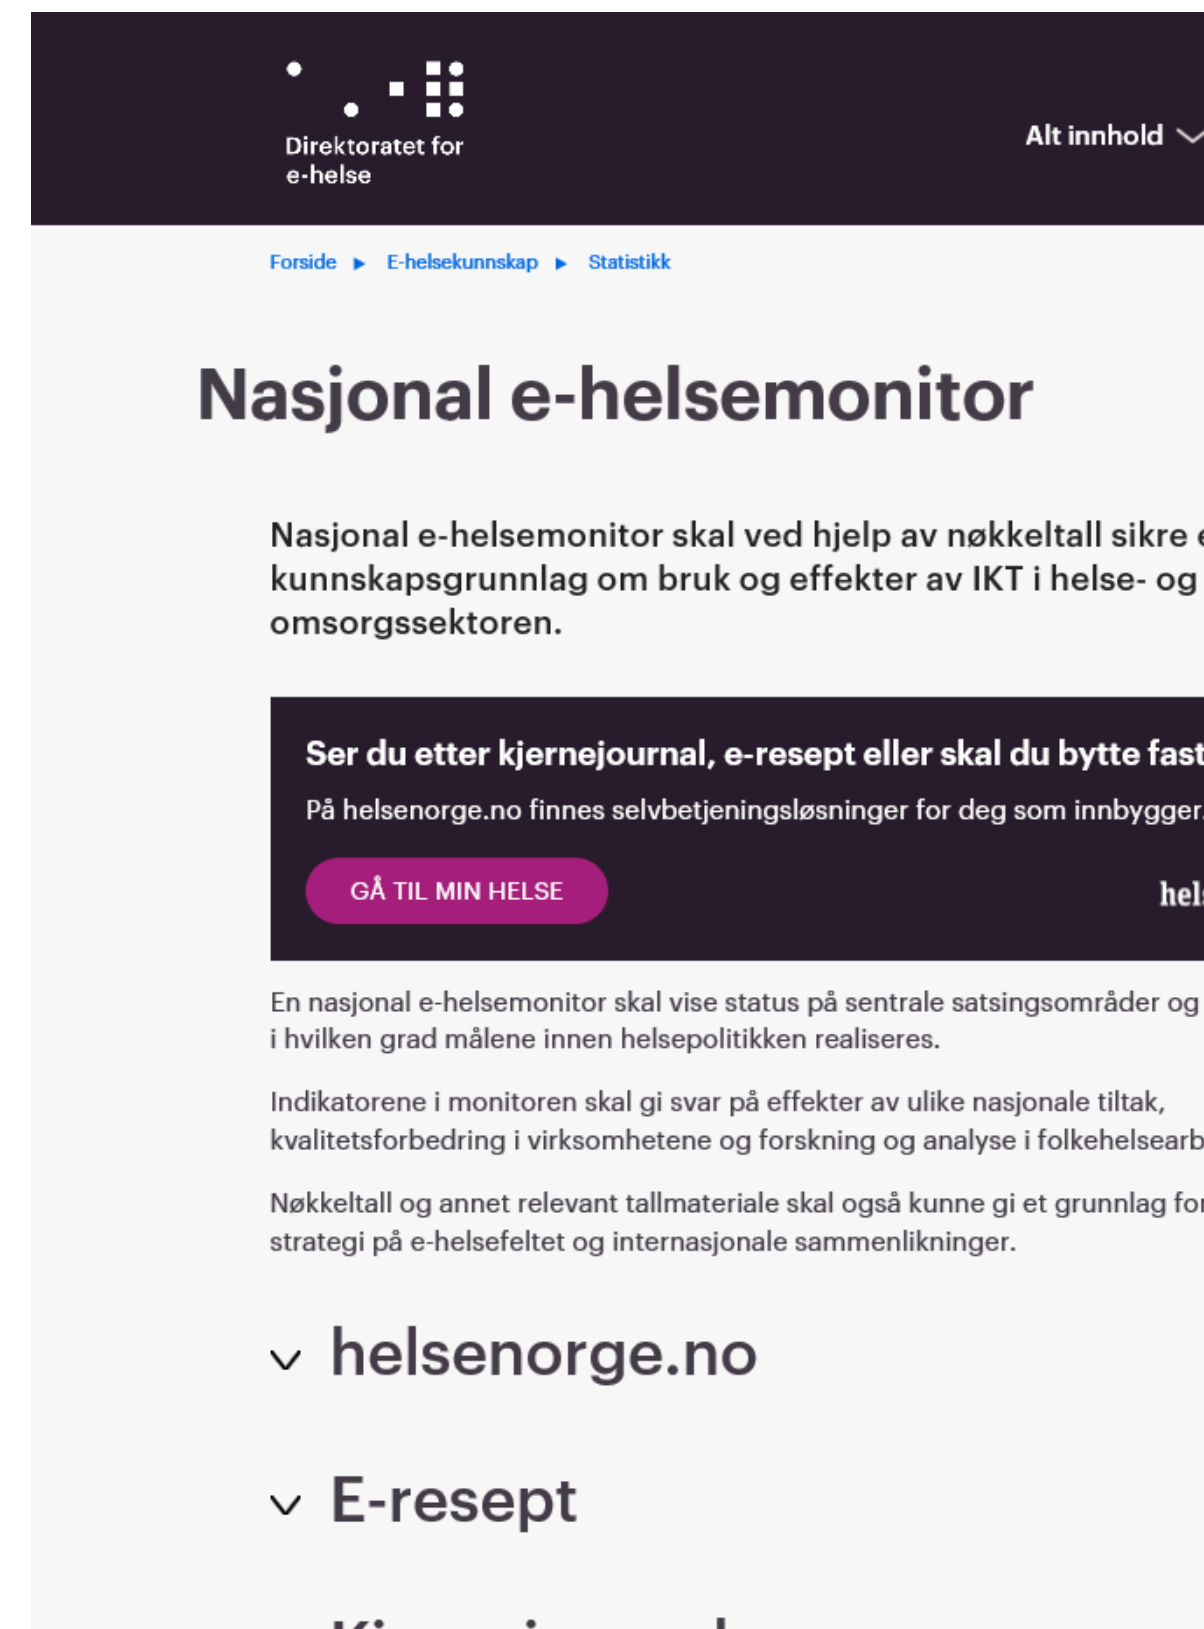 Direktoratet for
e-helse
Alt innhold
Forside ▶ E-helsekunnskap ▶ Statistikk
Nasjonal e-helsemonitor
Nasjonal e-helsemonitor skal ved hjelp av nøkkeltall sikre
kunnskapsgrunnlag om bruk og effekter av IKT i helse- og
omsorgssektoren.
Ser du etter kjernejournal, e-resept eller skal du bytte fast
På helsenorge.no finnes selvbetjeningsløsninger for deg som innbygger.
GÅ TIL MIN HELSE
hels
En nasjonal e-helsemonitor skal vise status på sentrale satsingsområder og
i hvilken grad målene innen helsepolitikken realiseres.
Indikatorene i monitoren skal gi svar på effekter av ulike nasjonale tiltak,
kvalitetsforbedring i virksomhetene og forskning og analyse i folkehelsearb
Nøkkeltall og annet relevant tallmateriale skal også kunne gi et grunnlag for
strategi på e-helsefeltet og internasjonale sammenlikninger.
helsenorge.no
E-resept